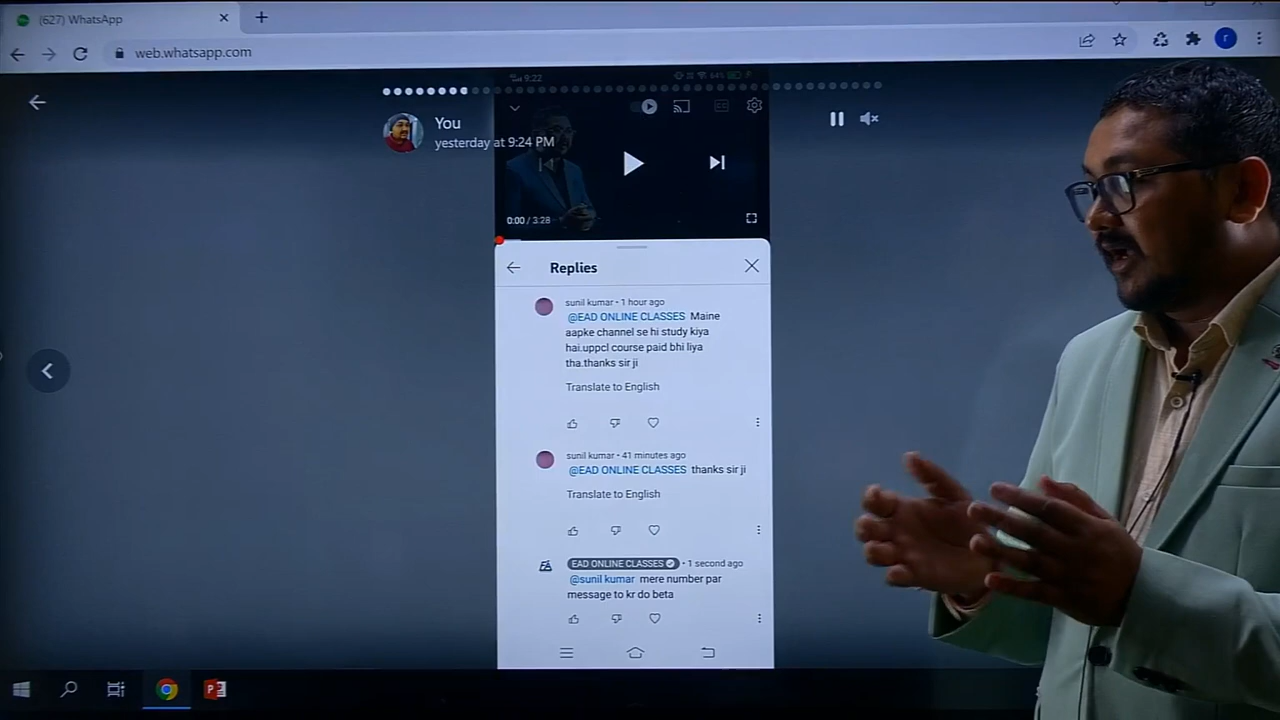 (627) WhatsApp
web.whatsapp.com
9:22
64%
You
yesterday at 9:24 PM
0:00 / 3:28
Replies
sunil kumar • 1 hour ago
@EAD ONLINE CLASSES Maine
aapke channel se hi study kiya
hai.uppcl course paid bhi liya
tha.thanks sir ji
Translate to English
sunil kumar • 41 minutes ago
@EAD ONLINE CLASSES thanks sir ji
Translate to English
EAD ONLINE CLASSES • 1 second ago
@sunil kumar mere number par
message to kr do beta